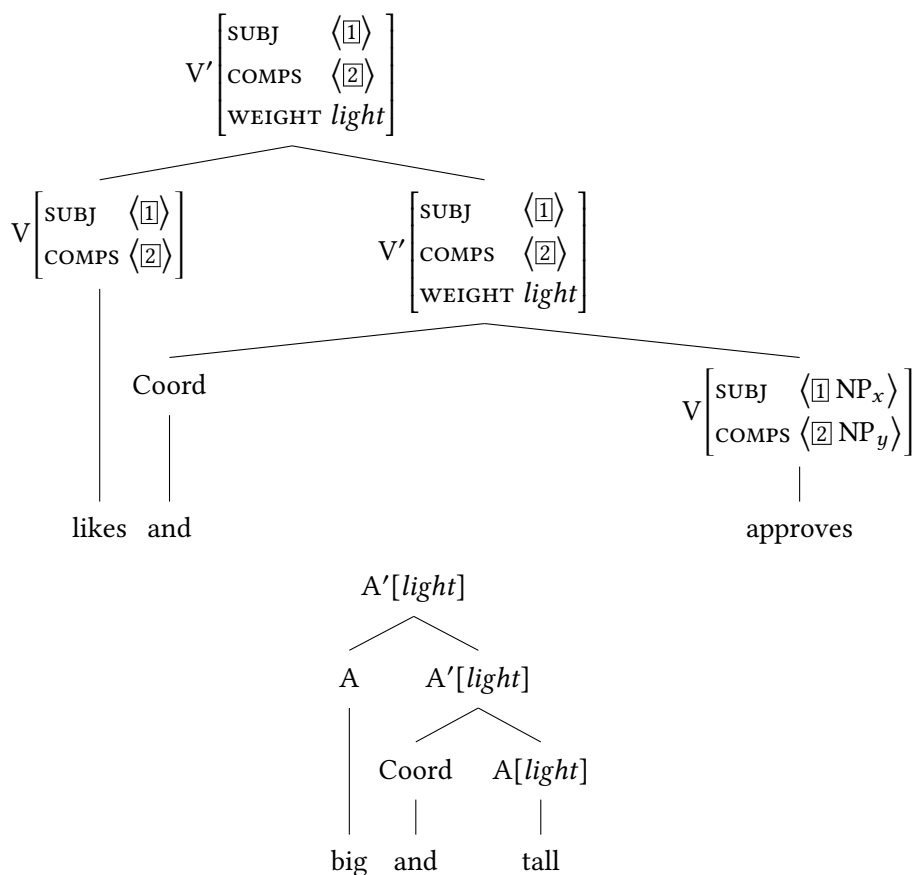 V′ [SUBJ ⟨[1]⟩
COMPS ⟨[2]⟩
WEIGHT light]
V [SUBJ ⟨[1]⟩
COMPS ⟨[2]⟩]
V′ [SUBJ ⟨[1]⟩
COMPS ⟨[2]⟩
WEIGHT light]
Coord
V [SUBJ ⟨[1] NPx⟩
COMPS ⟨[2] NPy⟩]
likes and approves
A′[light]
A A′[light]
Coord A[light]
big and tall